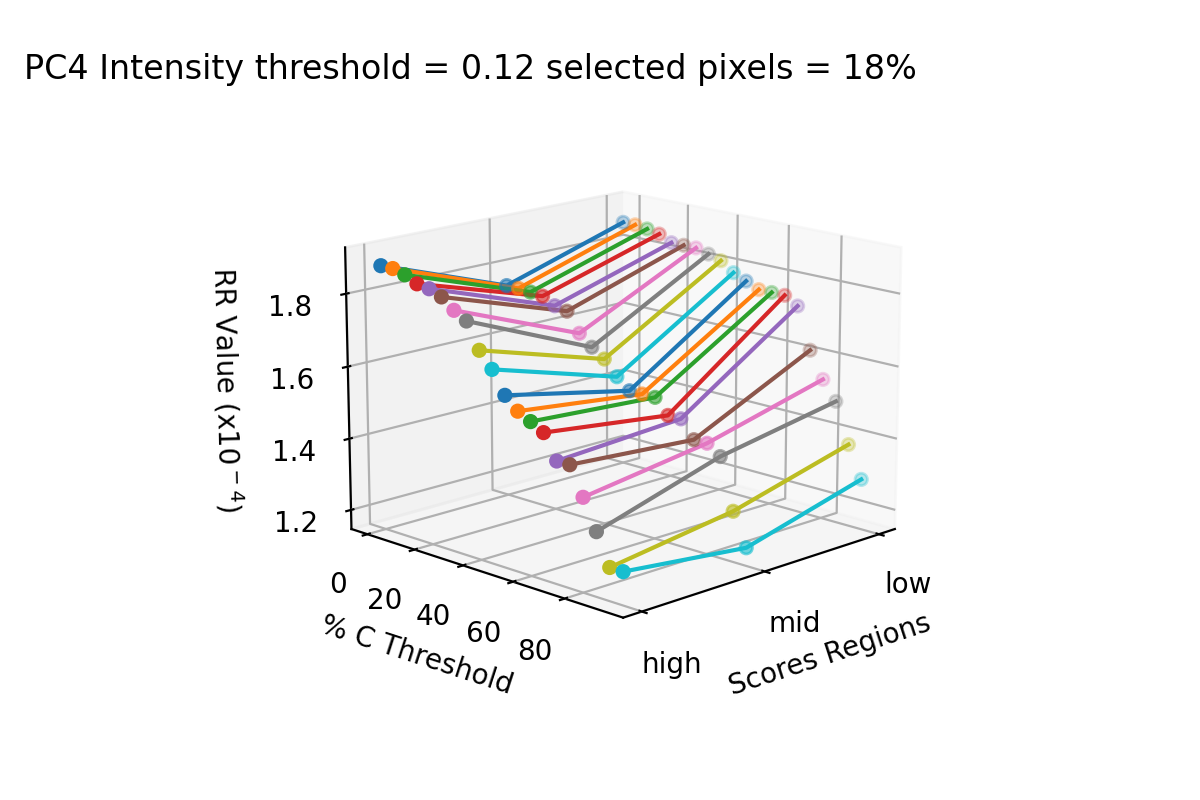 PC4 Intensity threshold = 0.12 selected pixels = 18%
RR Value (x10⁻⁴)
1.8
1.6
1.4
1.2
0
20
40
60
80
% C Threshold
high
mid
low
Scores Regions